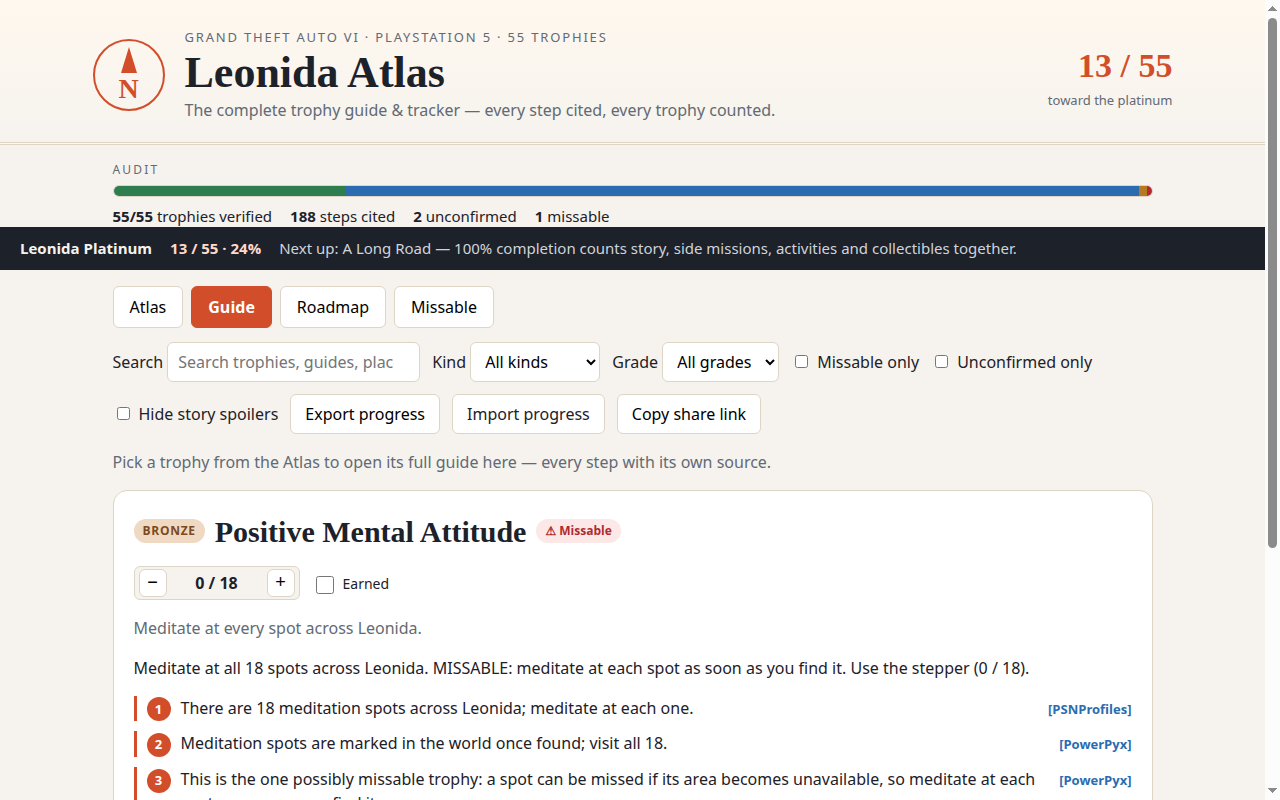 GRAND THEFT AUTO VI · PLAYSTATION 5 · 55 TROPHIES
N
Leonida Atlas
The complete trophy guide & tracker — every step cited, every trophy counted.
13 / 55
toward the platinum
AUDIT
55/55 trophies verified 188 steps cited 2 unconfirmed 1 missable
Leonida Platinum 13 / 55 · 24% Next up: A Long Road — 100% completion counts story, side missions, activities and collectibles together.
Atlas Guide Roadmap Missable
Search Search trophies, guides, plac Kind All kinds Grade All grades Missable only Unconfirmed only
Hide story spoilers Export progress Import progress Copy share link
Pick a trophy from the Atlas to open its full guide here — every step with its own source.
BRONZE Positive Mental Attitude ⚠ Missable
− 0 / 18 + Earned
Meditate at every spot across Leonida.
Meditate at all 18 spots across Leonida. MISSABLE: meditate at each spot as soon as you find it. Use the stepper (0 / 18).
1 There are 18 meditation spots across Leonida; meditate at each one. [PSNProfiles]
2 Meditation spots are marked in the world once found; visit all 18. [PowerPyx]
3 This is the one possibly missable trophy: a spot can be missed if its area becomes unavailable, so meditate at each [PowerPyx]